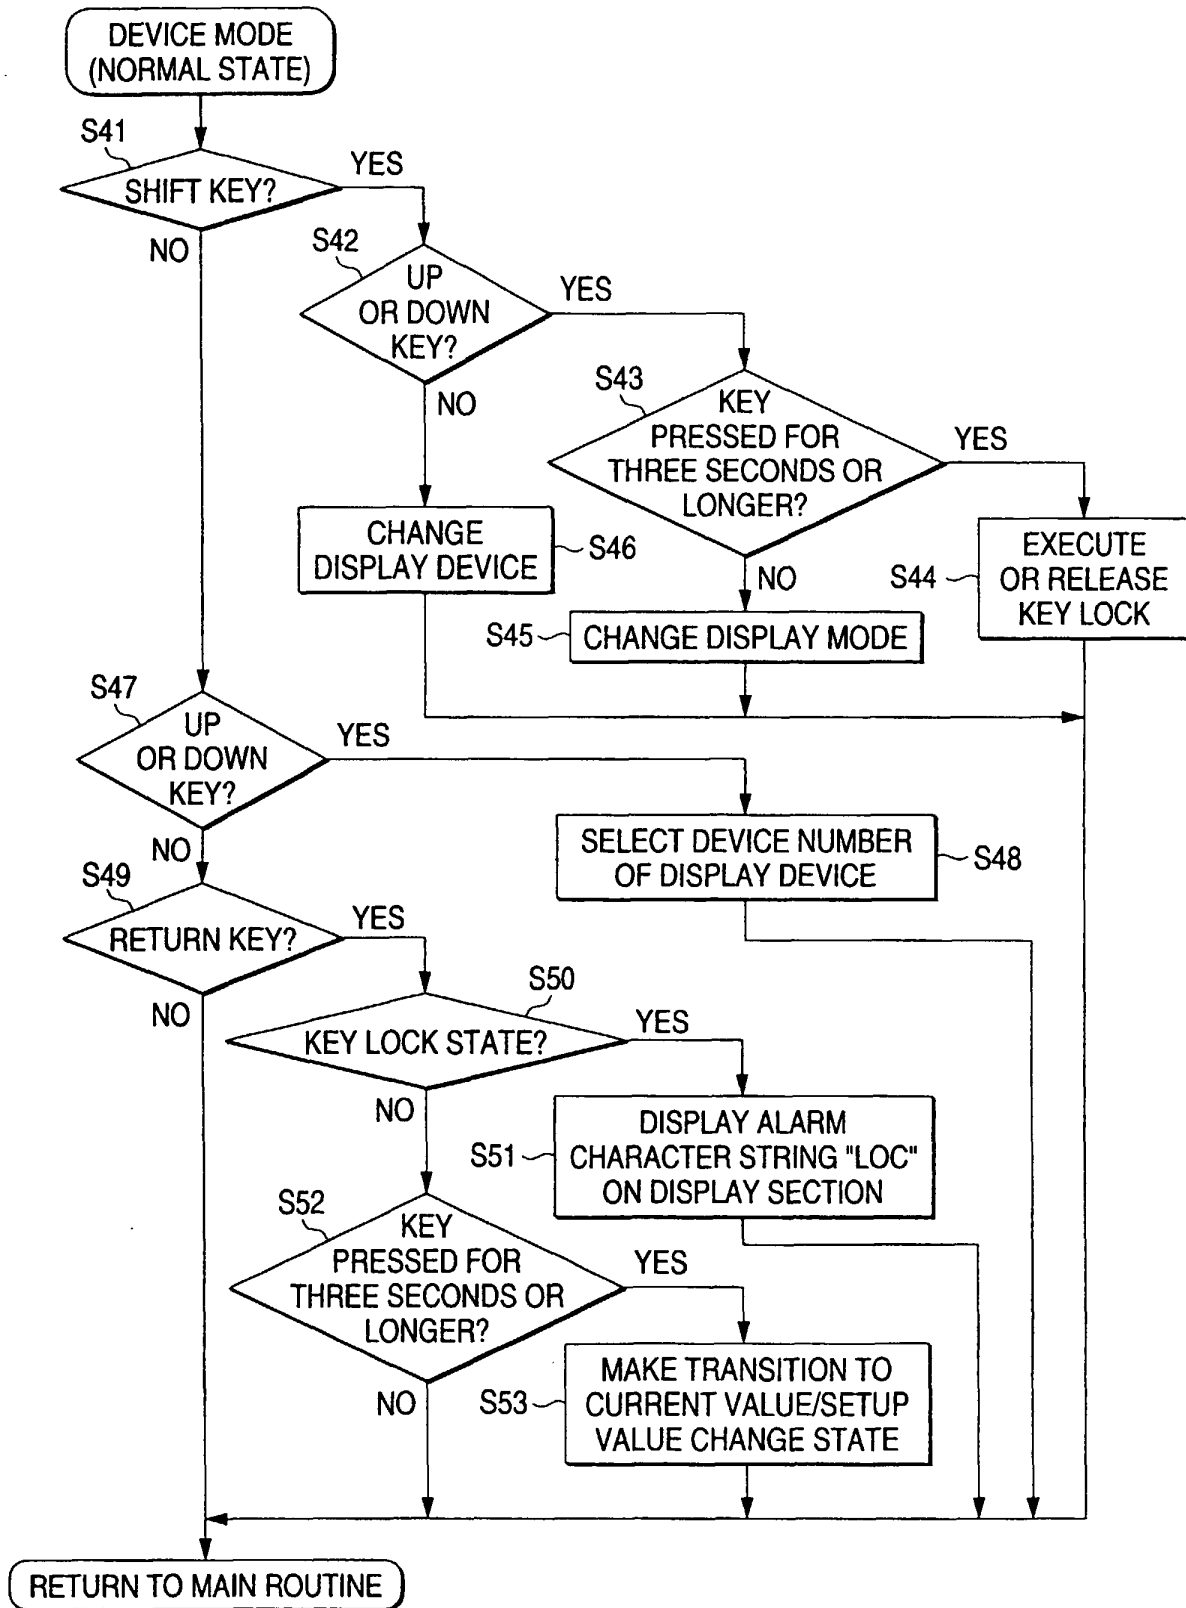 DEVICE MODE
(NORMAL STATE)
S41
SHIFT KEY?
YES
NO
S42
UP
OR DOWN
KEY?
YES
NO
S43
KEY
PRESSED FOR
THREE SECONDS OR
LONGER?
YES
NO
S44
EXECUTE
OR RELEASE
KEY LOCK
S45
CHANGE DISPLAY MODE
CHANGE
DISPLAY DEVICE
S46
S47
UP
OR DOWN
KEY?
YES
NO
SELECT DEVICE NUMBER
OF DISPLAY DEVICE
S48
S49
RETURN KEY?
YES
NO
S50
KEY LOCK STATE?
YES
NO
S51
DISPLAY ALARM
CHARACTER STRING "LOC"
ON DISPLAY SECTION
S52
KEY
PRESSED FOR
THREE SECONDS OR
LONGER?
YES
NO
S53
MAKE TRANSITION TO
CURRENT VALUE/SETUP
VALUE CHANGE STATE
RETURN TO MAIN ROUTINE